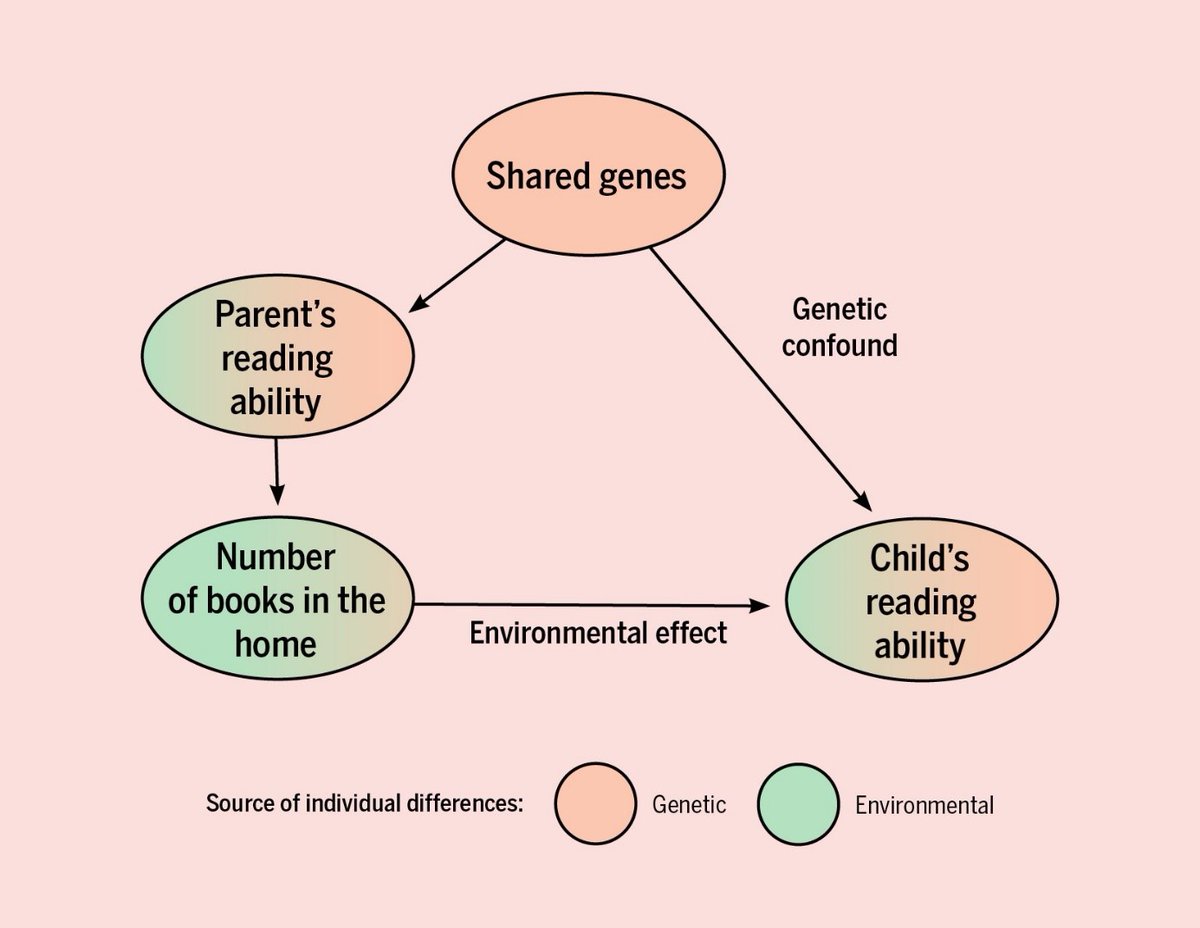 Shared genes
Parent's
reading
ability
Genetic
confound
Number
of books in the
home
Environmental effect
Child's
reading
ability
Source of individual differences:
Genetic
Environmental